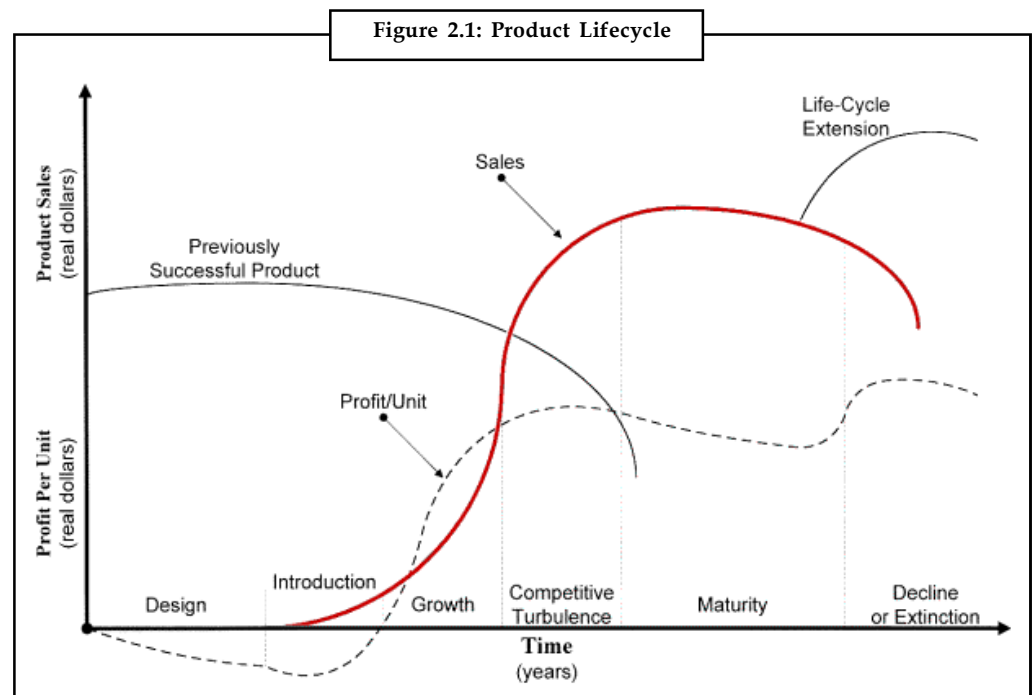 Figure 2.1: Product Lifecycle
Life-Cycle
Extension
Sales
Product Sales
(real dollars)
Previously
Successful Product
Profit/Unit
Profit Per Unit
(real dollars)
Introduction
Design
Growth
Competitive
Turbulence
Maturity
Decline
or Extinction
Time
(years)